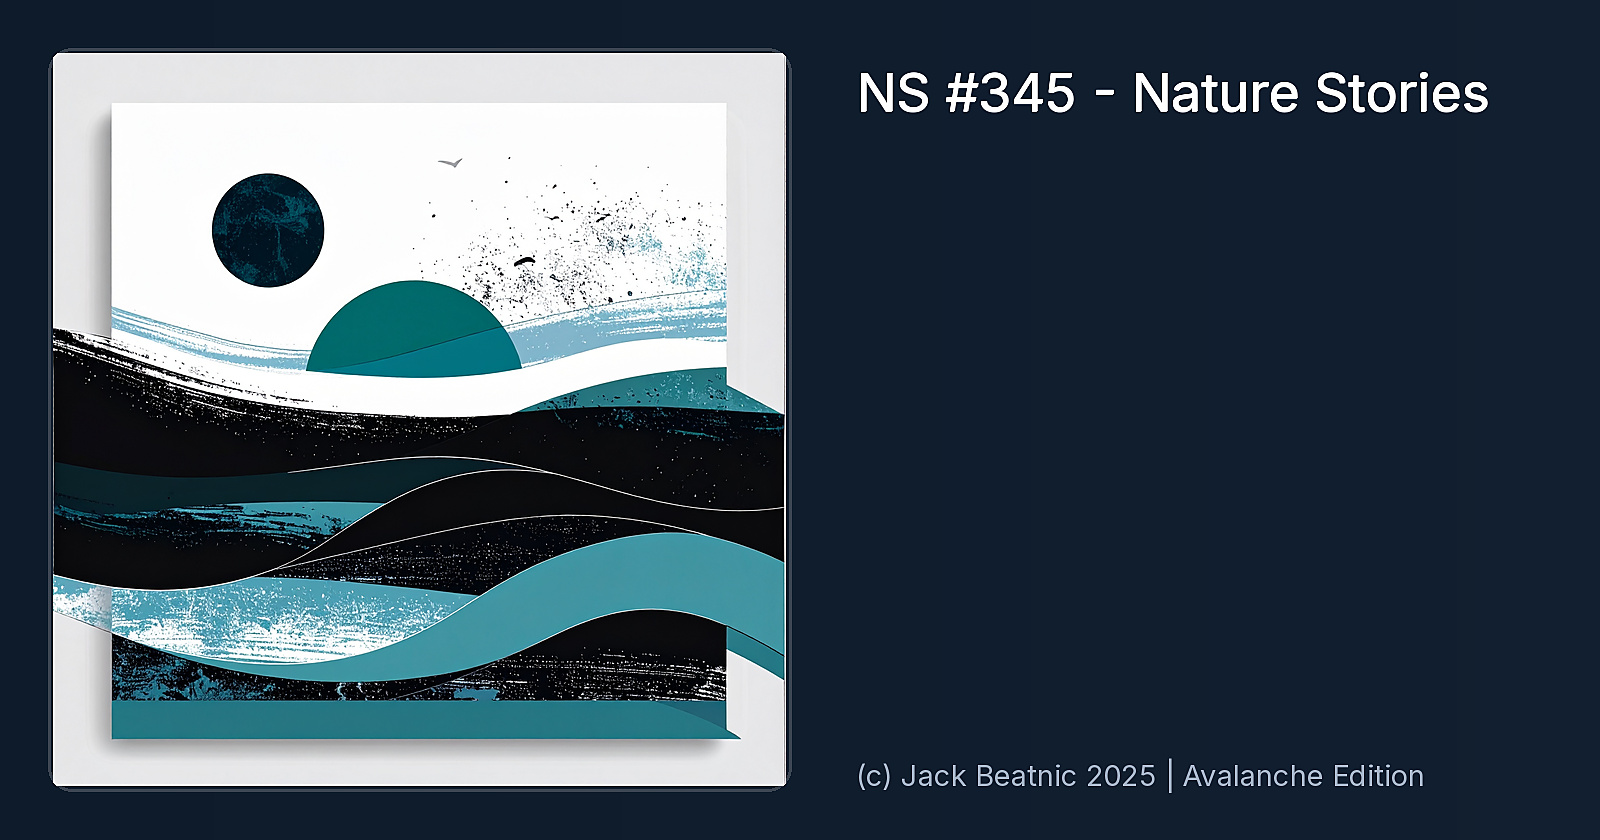 NS #345 - Nature Stories
(c) Jack Beatnic 2025 | Avalanche Edition